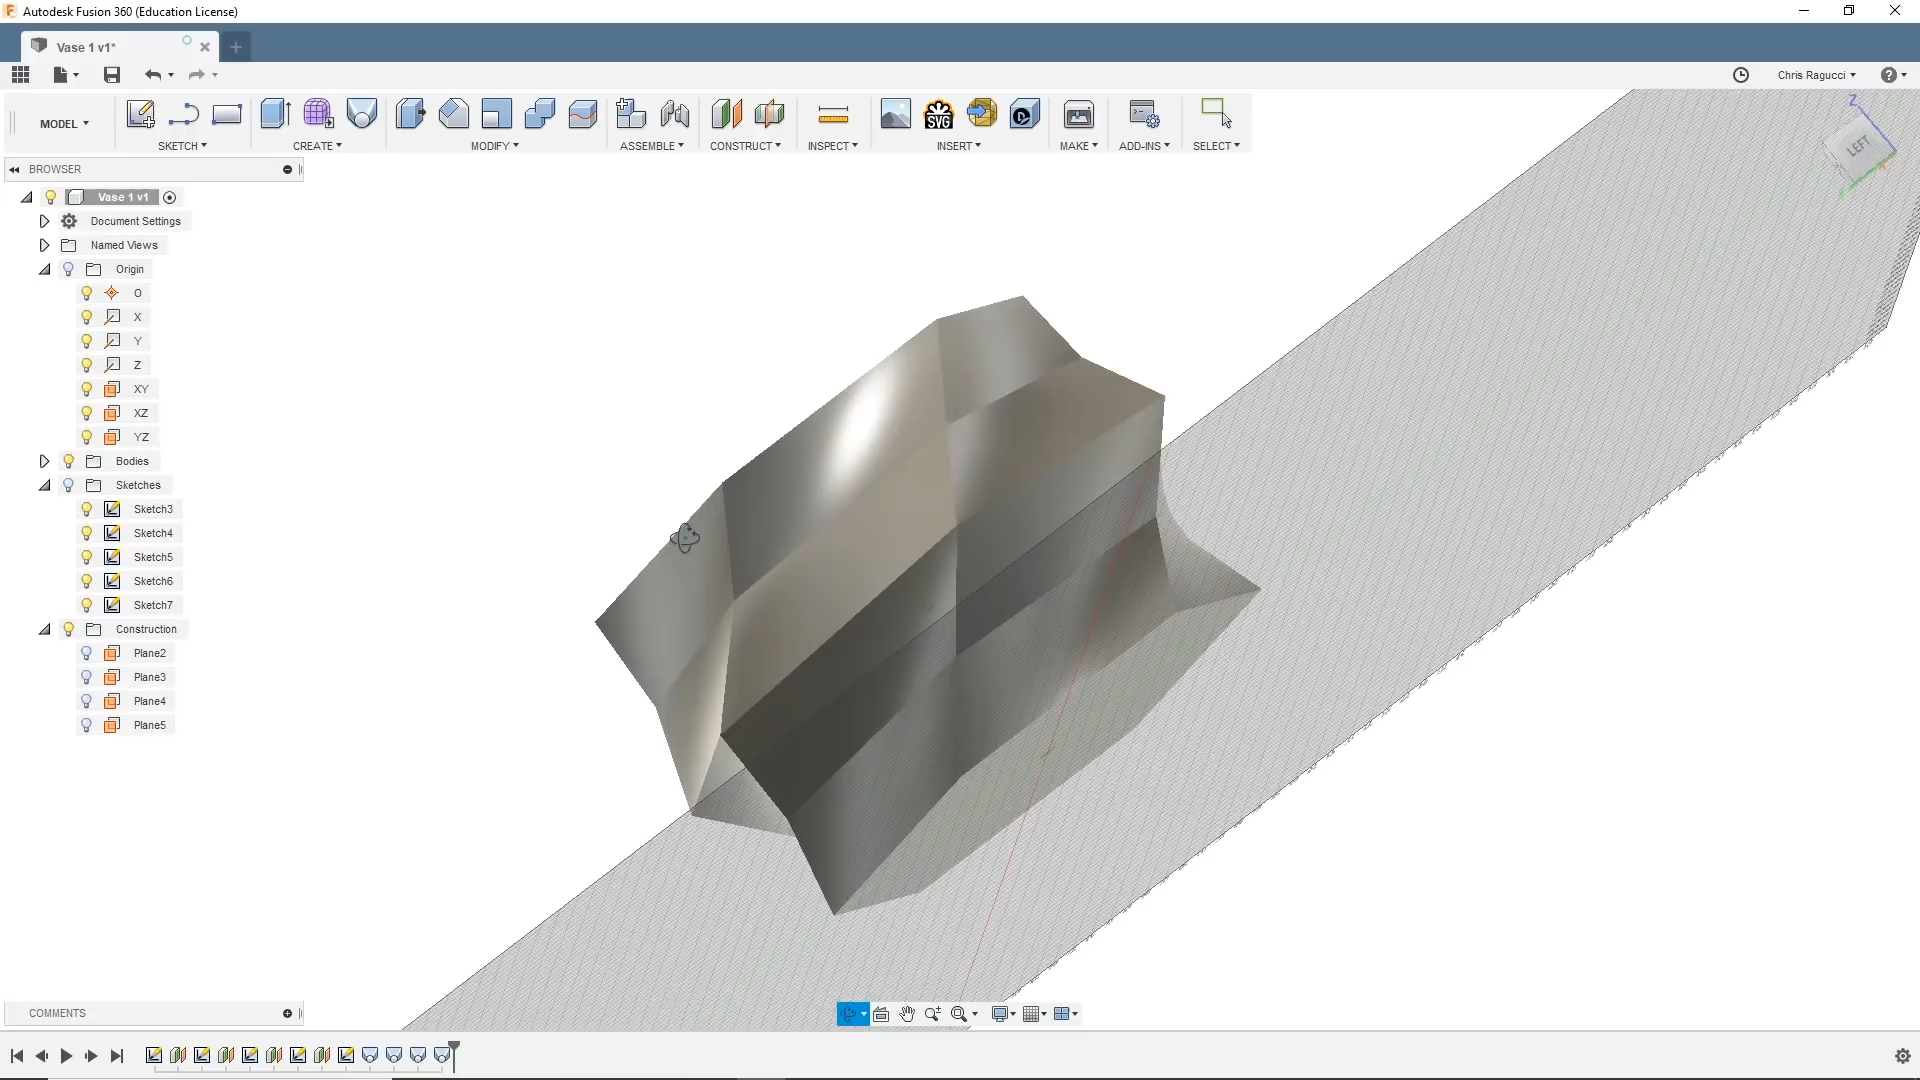 Autodesk Fusion 360 (Education License)
Vase 1 v1*
Chris Ragucci
MODEL
SKETCH
CREATE
MODIFY
ASSEMBLE
CONSTRUCT
INSPECT
SVG
INSERT
MAKE
ADD-INS
SELECT
Z
LEFT
BROWSER
Vase 1 v1
Document Settings
Named Views
Origin
O
X
Y
Z
XY
XZ
YZ
Bodies
Sketches
Sketch3
Sketch4
Sketch5
Sketch6
Sketch7
Construction
Plane2
Plane3
Plane4
Plane5
COMMENTS